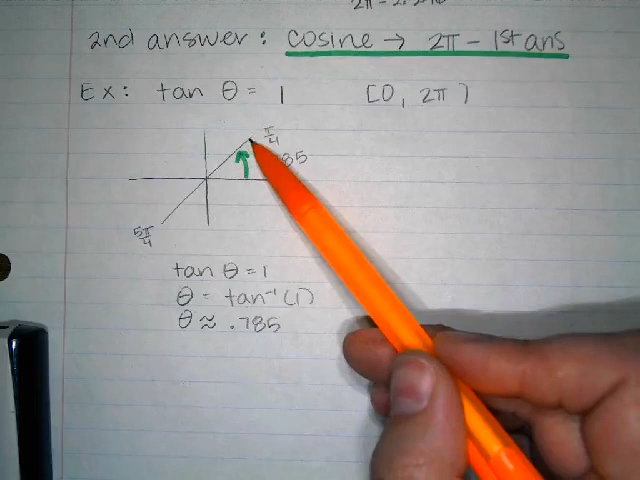 2nd answer: cosine → 2π - 1st ans
Ex: tan θ = 1 [0, 2π)
π/4
85
5π/4
tan θ = 1
θ = tan⁻¹(1)
θ ≈ .785